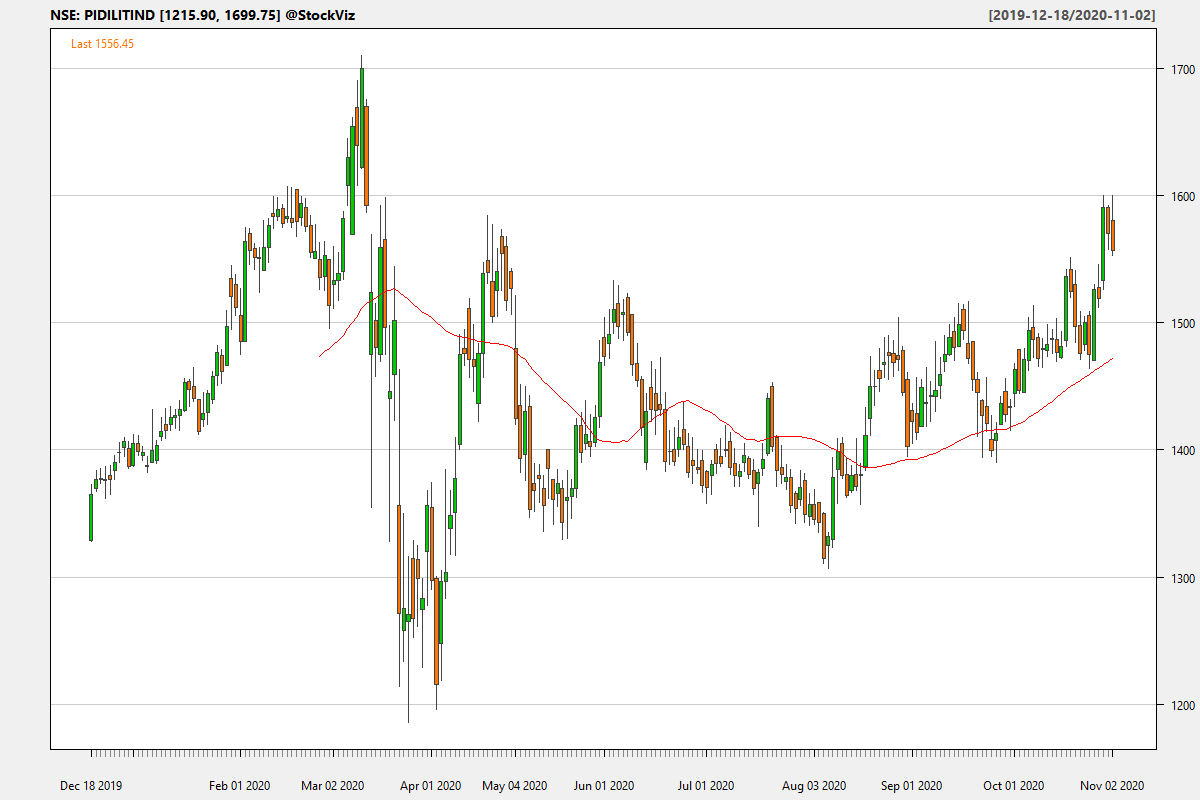 NSE: PIDILITIND [1215.90, 1699.75] @StockViz
[2019-12-18/2020-11-02]
Last 1556.45
1700
1600
1500
1400
1300
1200
Dec 18 2019
Feb 01 2020
Mar 02 2020
Apr 01 2020
May 04 2020
Jun 01 2020
Jul 01 2020
Aug 03 2020
Sep 01 2020
Oct 01 2020
Nov 02 2020